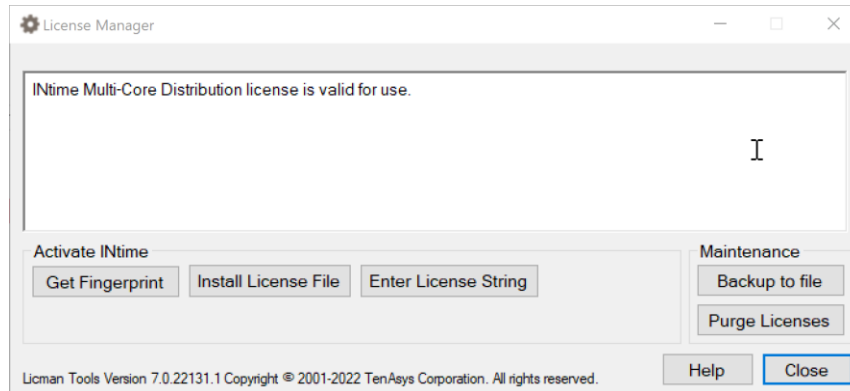 License Manager
INtime Multi-Core Distribution license is valid for use.
Activate INtime
Get Fingerprint
Install License File
Enter License String
Maintenance
Backup to file
Purge Licenses
Licman Tools Version 7.0.22131.1 Copyright © 2001-2022 TenAsys Corporation. All rights reserved.
Help
Close